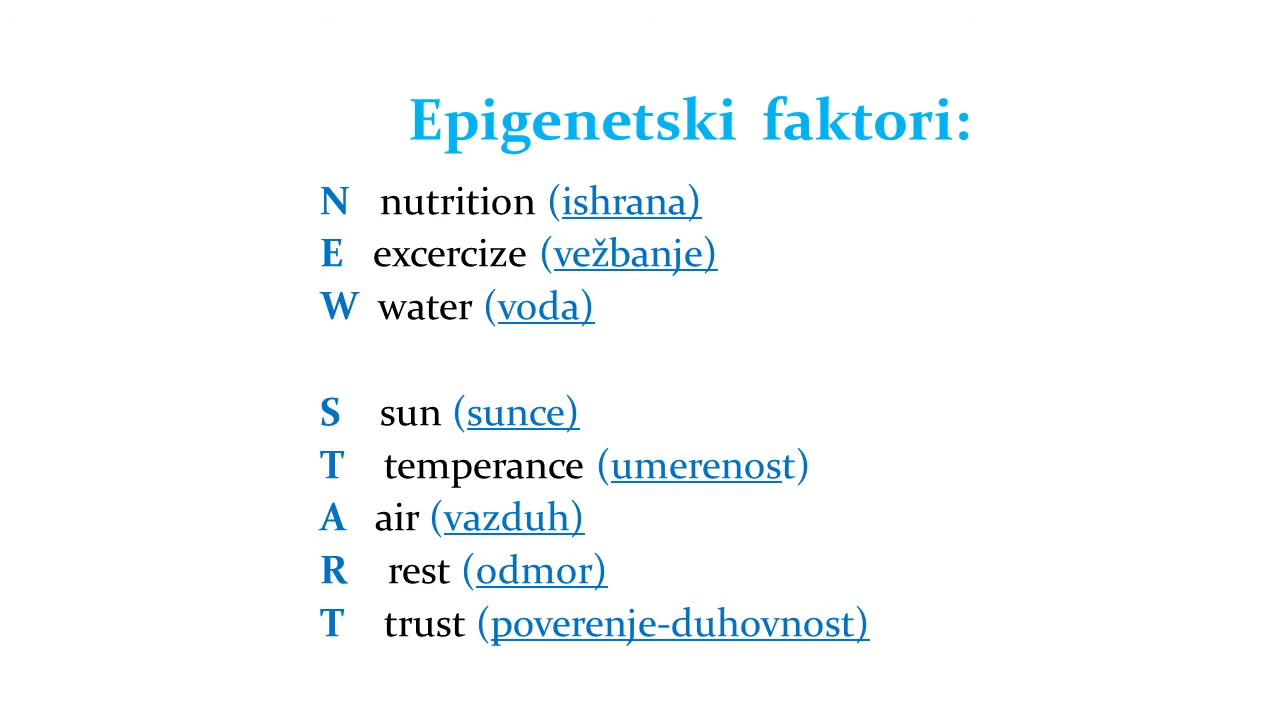 Epigenetski faktori:
N nutrition (ishrana)
E excercize (vežbanje)
W water (voda)
S sun (sunce)
T temperance (umerenost)
A air (vazduh)
R rest (odmor)
T trust (poverenje-duhovnost)